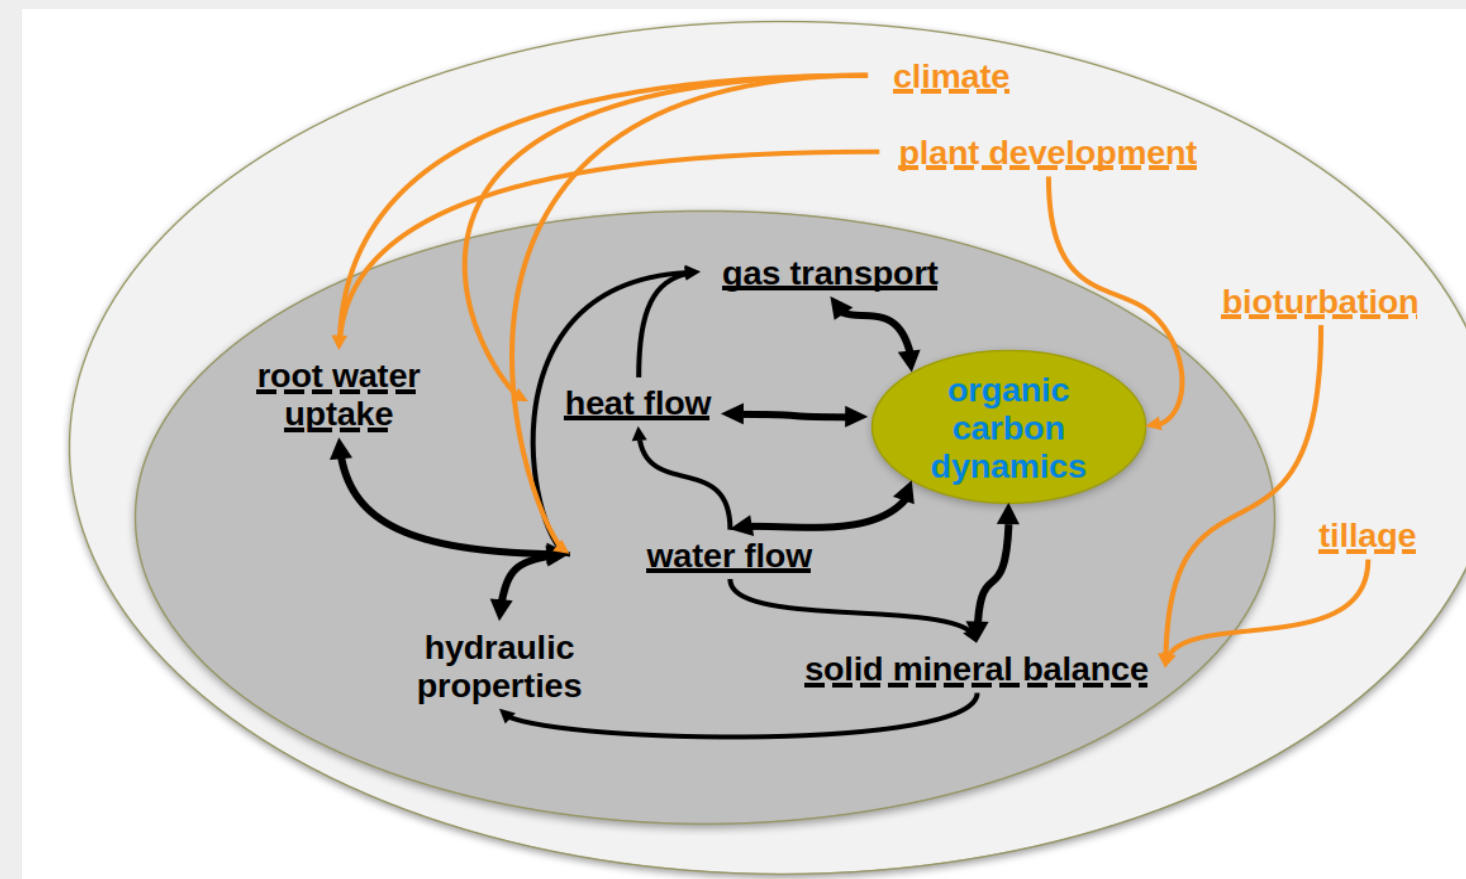 climate
plant development
gas transport
bioturbation
root water
uptake
heat flow
organic
carbon
dynamics
water flow
tillage
hydraulic
properties
solid mineral balance